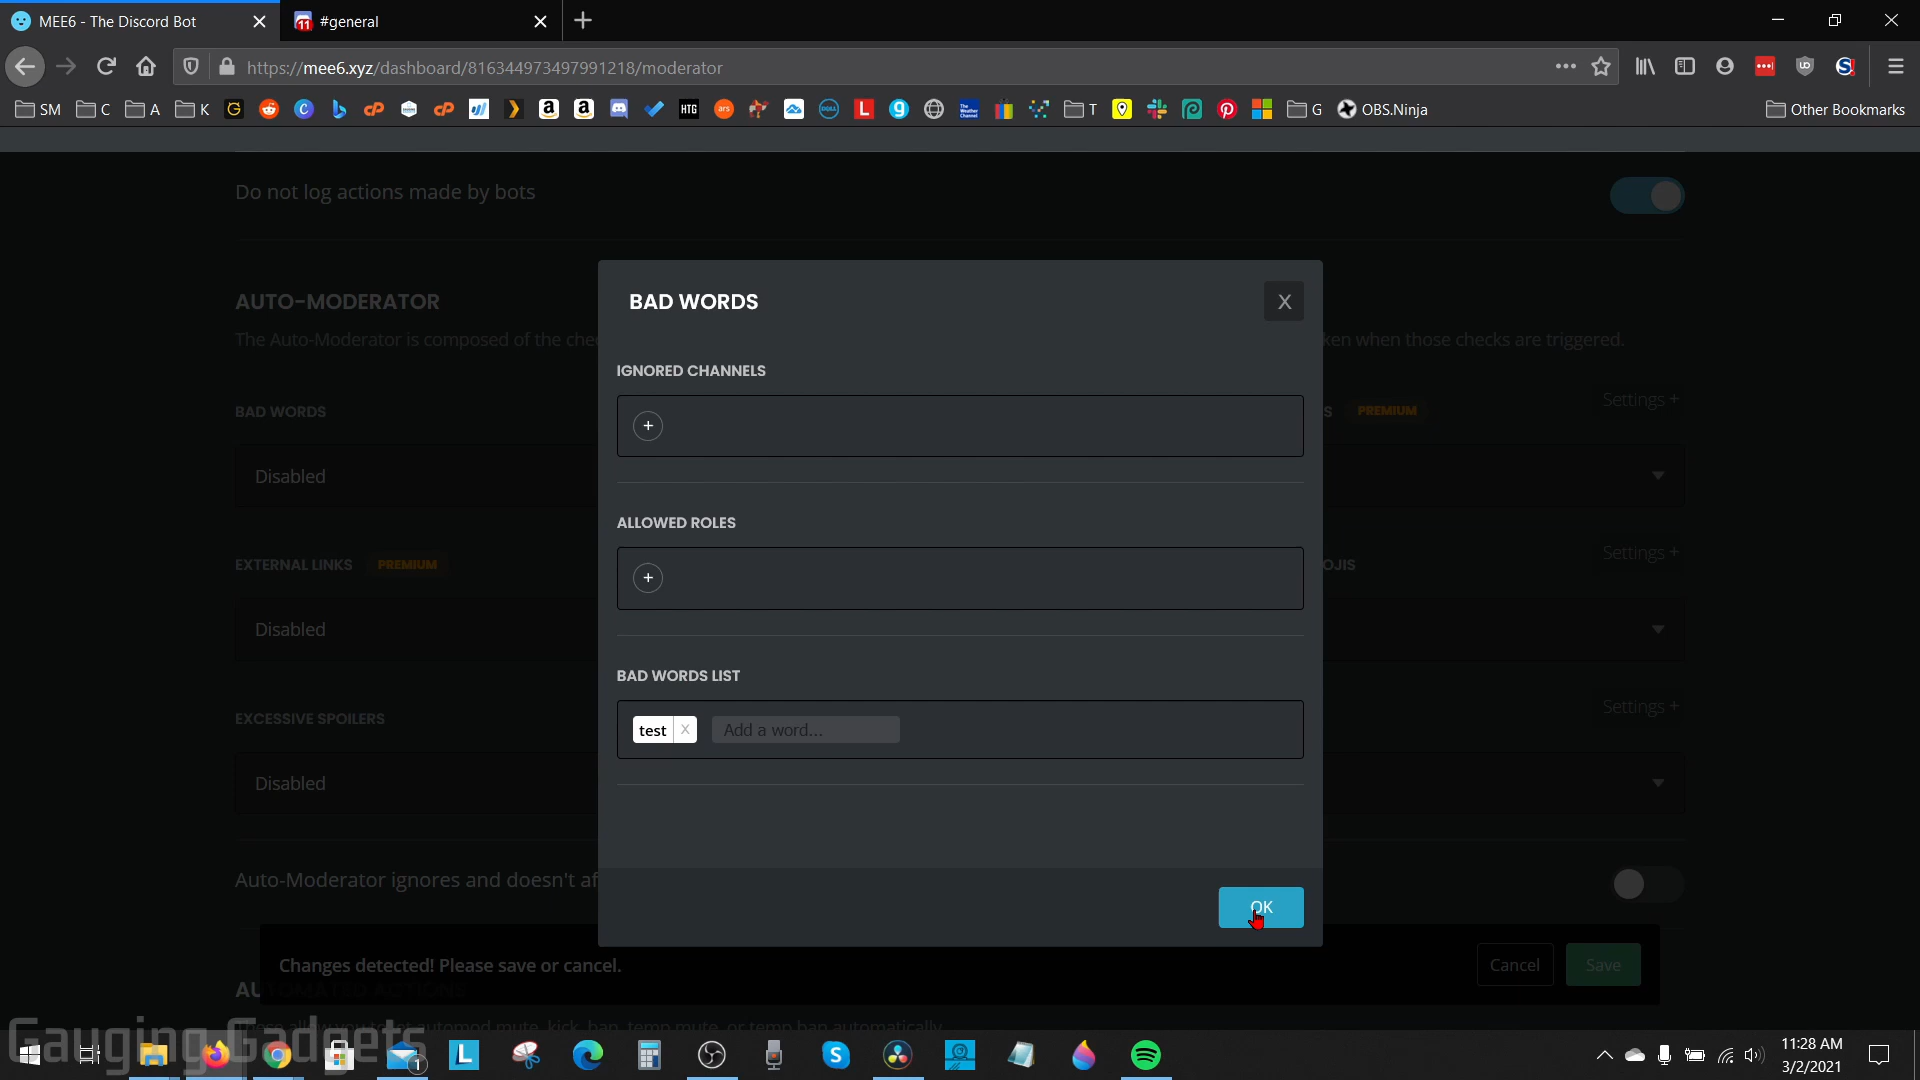 MEE6 - The Discord Bot
#general
https://mee6.xyz/dashboard/816344973497991218/moderator
SM
C
A
K
T
G
OBS.Ninja
Other Bookmarks
Do not log actions made by bots
AUTO-MODERATOR
The Auto-Moderator is composed of the
ken when those checks are triggered.
BAD WORDS
Settings +
PREMIUM
Disabled
EXTERNAL LINKS
PREMIUM
OJIS
Settings +
Disabled
EXCESSIVE SPOILERS
Settings +
Disabled
Auto-Moderator ignores and doesn't af
BAD WORDS
X
IGNORED CHANNELS
+
ALLOWED ROLES
+
BAD WORDS LIST
test X
Add a word...
OK
Changes detected! Please save or cancel.
Cancel
Save
Gauging Gadgets
11:28 AM
3/2/2021